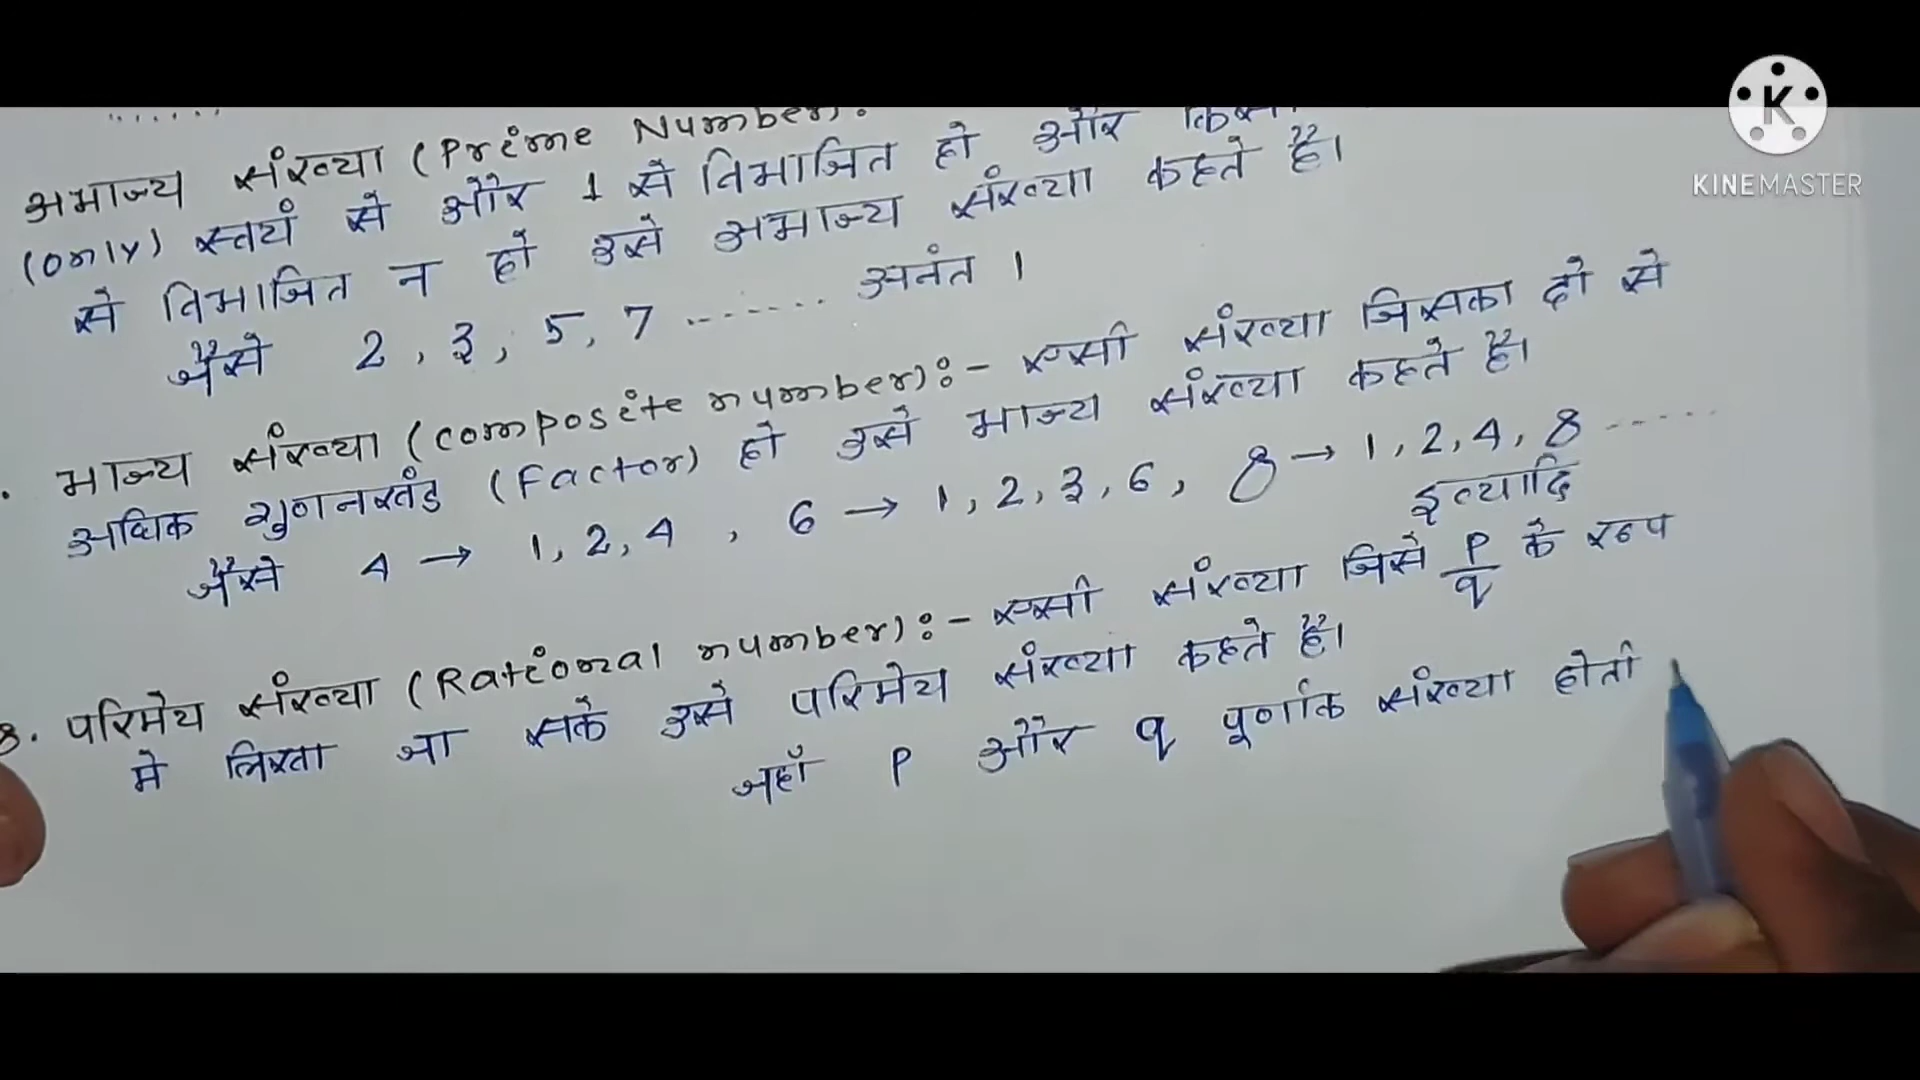 KINEMASTER
अभाज्य संख्या (Prime Number):
(only) स्वयं से और 1 से विभाजित हो और
से विभाजित न हो उसे अभाज्य संख्या कहते हैं।
जैसे 2, 3, 5, 7 ....... अनंत।
भाज्य संख्या (composite number):- ऐसी संख्या जिसका दो से
अधिक गुणनखंड (Factor) हो उसे भाज्य संख्या कहते हैं।
जैसे 4 → 1, 2, 4 , 6 → 1, 2, 3, 6, 8 → 1, 2, 4, 8 ......
इत्यादि
8. परिमेय संख्या (Rational number):- ऐसी संख्या जिसे p/q के रूप
मे लिखा जा सके उसे परिमेय संख्या कहते हैं।
जहाँ p और q पूर्णांक संख्या होती